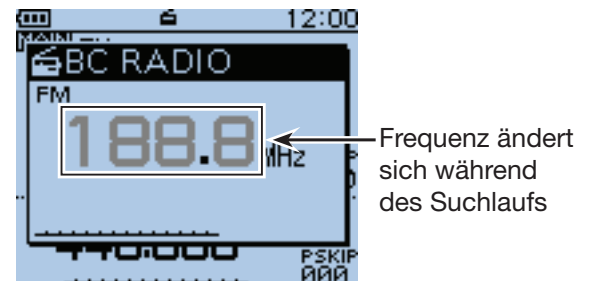 12:00
BC RADIO
FM
188.8 MHz
PSKIP
000
Frequenz ändert
sich während
des Suchlaufs